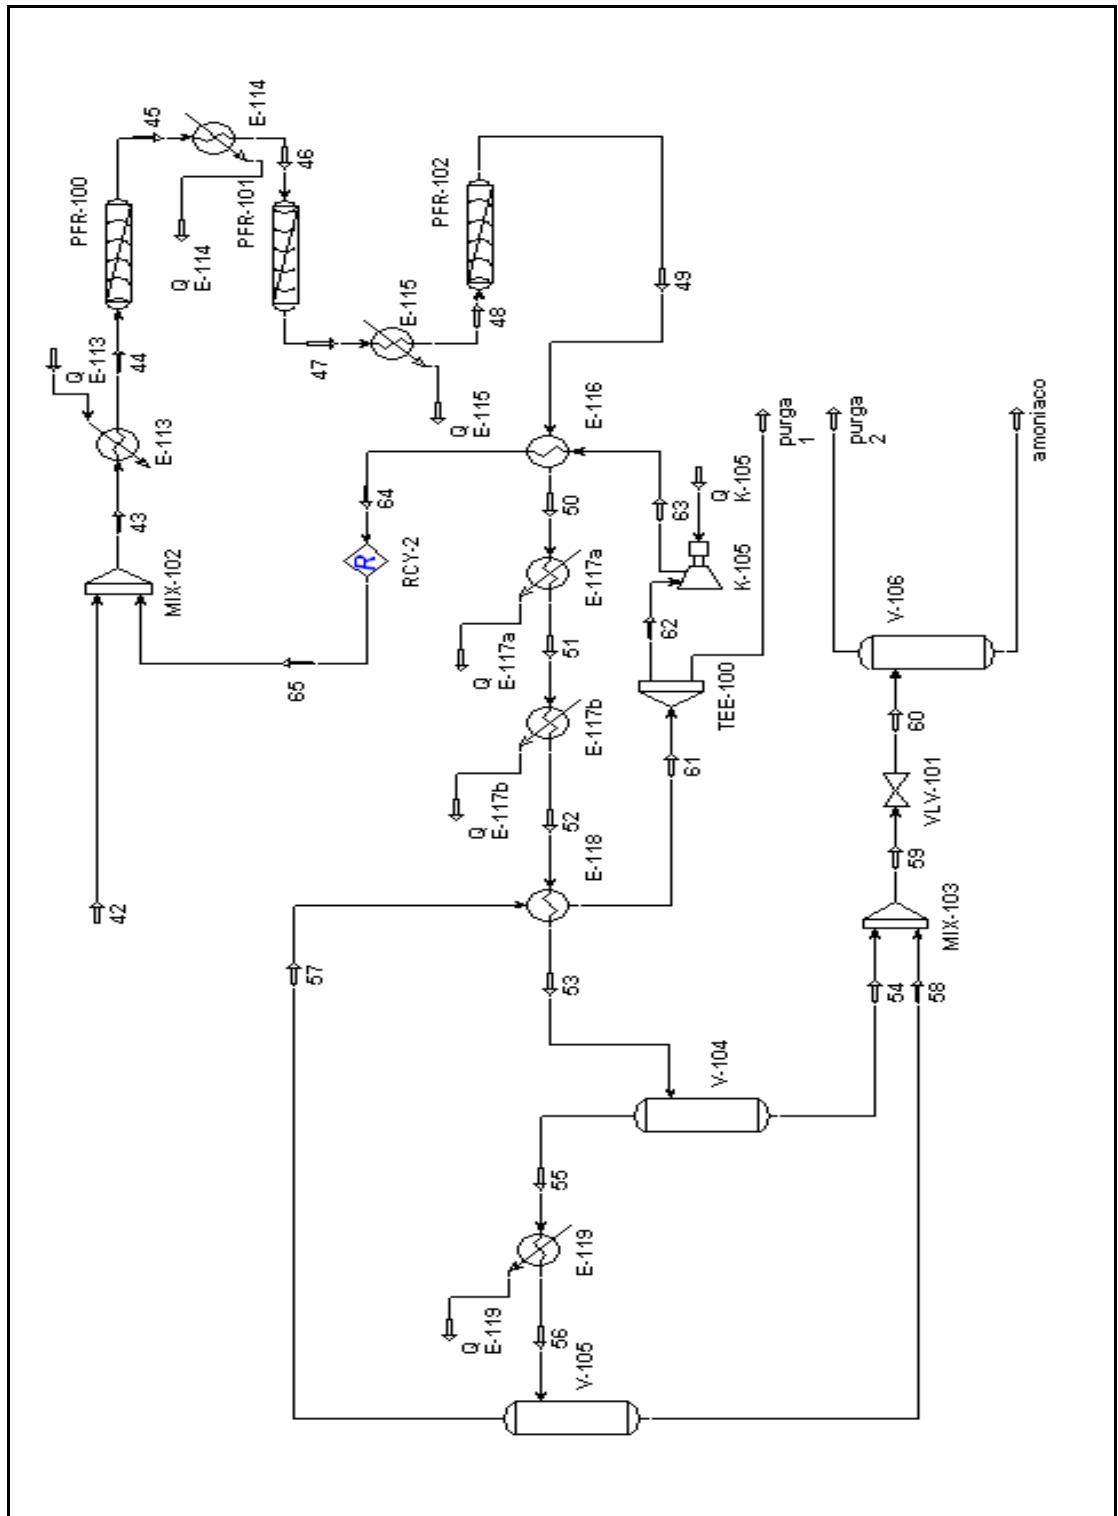 45
E-114
PFR-100
46
PFR-101
PFR-102
Q
E-114
Q
E-113
44
E-113
47
E-115
48
49
Q
E-115
43
MIX-102
64
RCY-2
E-116
50
63
Q
K-105
K-105
purga
1
purga
2
amoniaco
E-117a
Q
E-117a
51
62
TEE-100
V-106
65
E-117b
Q
E-117b
52
61
60
VLV-101
42
E-118
59
MIX-103
57
53
54
58
V-104
55
E-119
Q
E-119
56
V-105
R